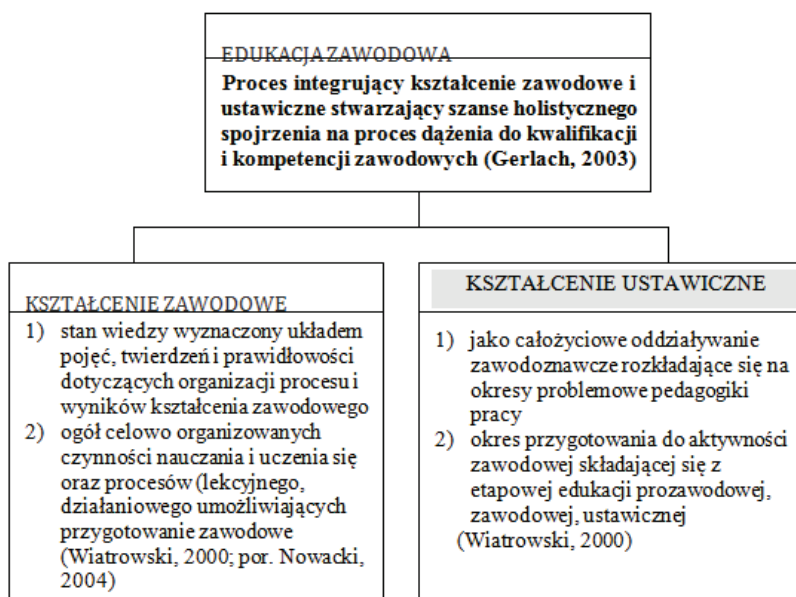 EDUKACJA ZAWODOWA
Proces integrujący kształcenie zawodowe i
ustawiczne stwarzający szanse holistycznego
spojrzenia na proces dążenia do kwalifikacji
i kompetencji zawodowych (Gerlach, 2003)
KSZTAŁCENIE ZAWODOWE
1) stan wiedzy wyznaczony układem
pojęć, twierdzeń i prawidłowości
dotyczących organizacji procesu i
wyników kształcenia zawodowego
2) ogół celowo organizowanych
czynności nauczania i uczenia się
oraz procesów (lekcyjnego,
działaniowego umożliwiających
przygotowanie zawodowe
(Wiatrowski, 2000; por. Nowacki,
2004)
KSZTAŁCENIE USTAWICZNE
1) jako całożyciowe oddziaływanie
zawodoznawcze rozkładające się na
okresy problemowe pedagogiki
pracy
2) okres przygotowania do aktywności
zawodowej składającej się z
etapowej edukacji prozawodowej,
zawodowej, ustawicznej
(Wiatrowski, 2000)